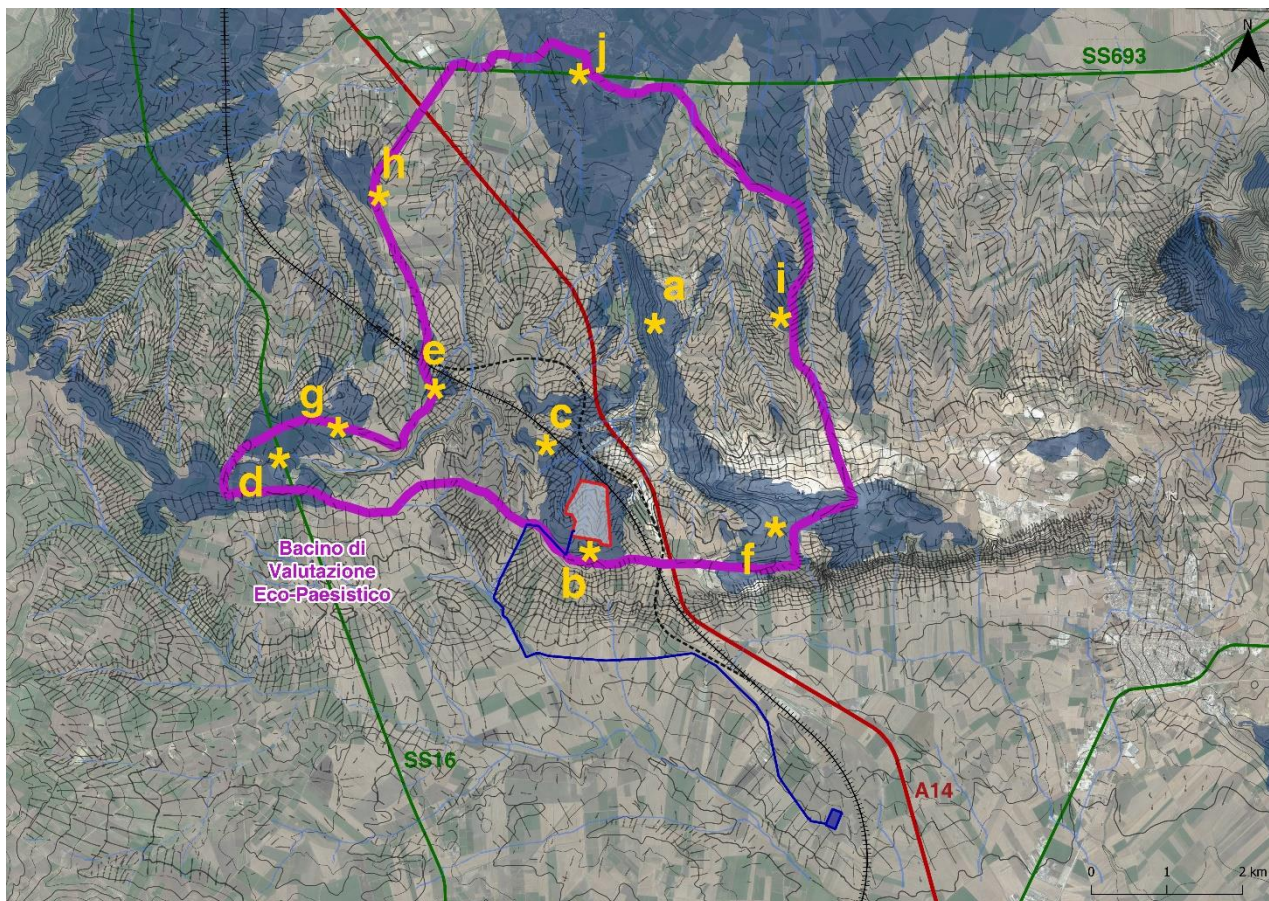 N
j
SS693
h
i
a
e
g
c
d
f
b
Bacino di
Valutazione
Eco-Paesistico
SS16
A14
0 1 2 km